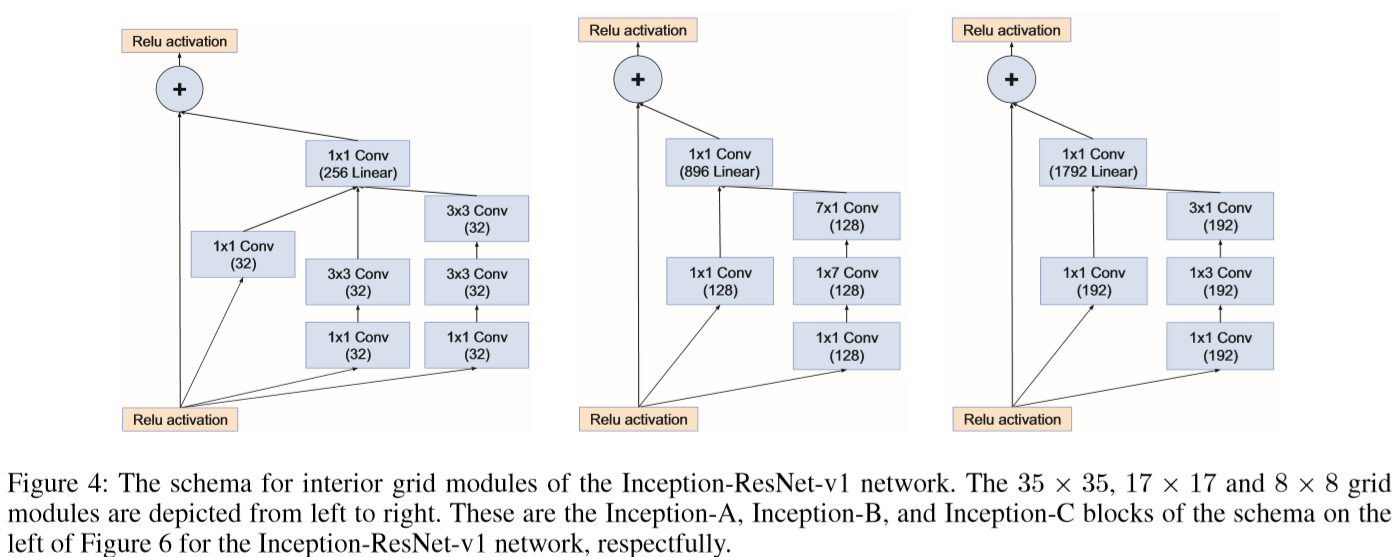 Relu activation
+
1x1 Conv
(256 Linear)
3x3 Conv
(32)
1x1 Conv
(32)
3x3 Conv
(32)
3x3 Conv
(32)
1x1 Conv
(32)
1x1 Conv
(32)
Relu activation
Relu activation
+
1x1 Conv
(896 Linear)
7x1 Conv
(128)
1x1 Conv
(128)
1x7 Conv
(128)
1x1 Conv
(128)
Relu activation
Relu activation
+
1x1 Conv
(1792 Linear)
3x1 Conv
(192)
1x1 Conv
(192)
1x3 Conv
(192)
1x1 Conv
(192)
Relu activation
Figure 4: The schema for interior grid modules of the Inception-ResNet-v1 network. The 35 × 35, 17 × 17 and 8 × 8 grid
modules are depicted from left to right. These are the Inception-A, Inception-B, and Inception-C blocks of the schema on the
left of Figure 6 for the Inception-ResNet-v1 network, respectfully.